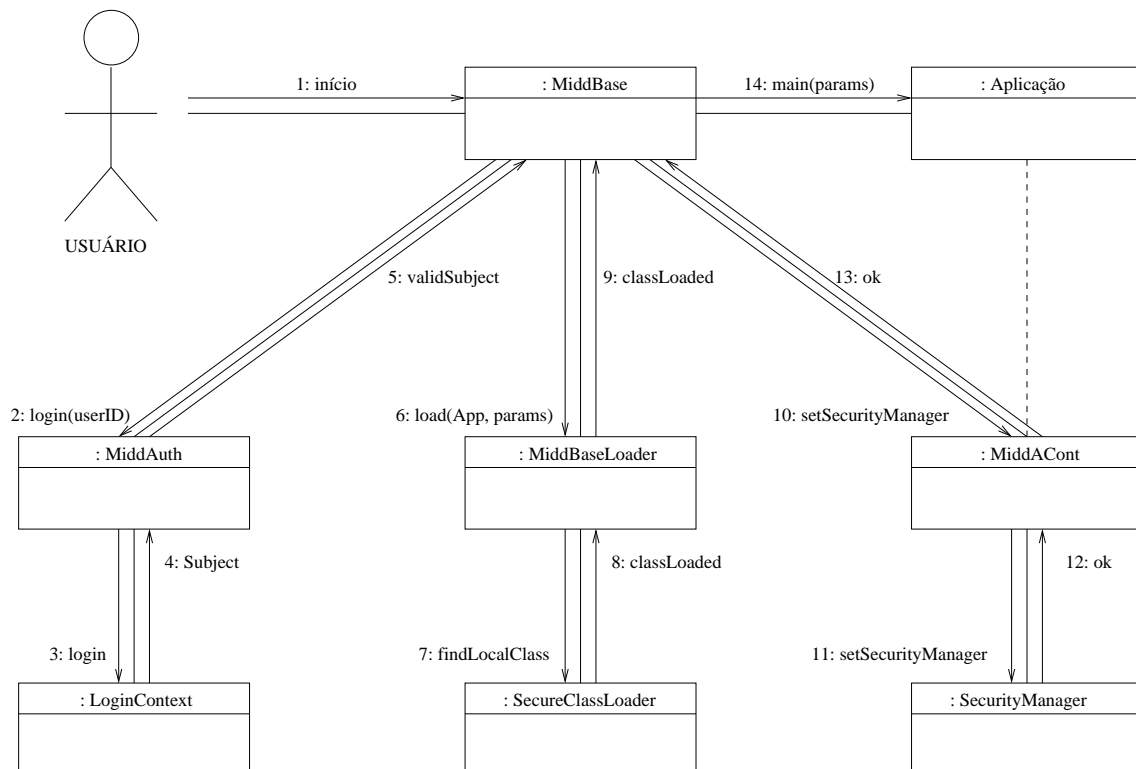 1: início
: MiddBase
14: main(params)
: Aplicação
USUÁRIO
5: validSubject
9: classLoaded
13: ok
2: login(userID)
6: load(App, params)
10: setSecurityManager
: MiddAuth
: MiddBaseLoader
: MiddACont
4: Subject
8: classLoaded
12: ok
3: login
7: findLocalClass
11: setSecurityManager
: LoginContext
: SecureClassLoader
: SecurityManager